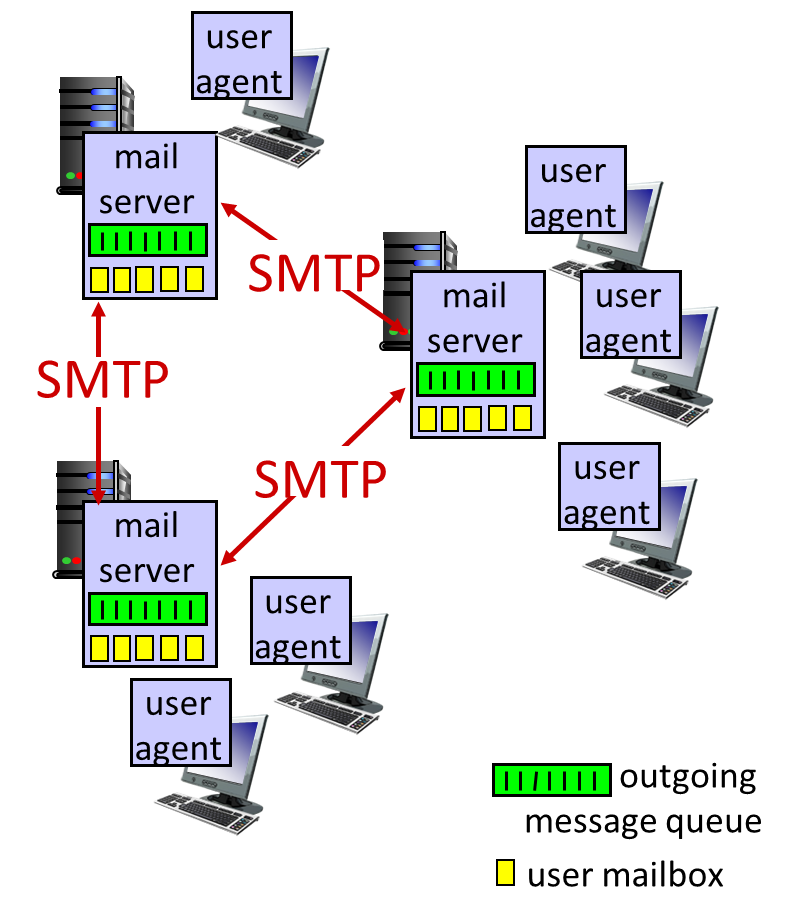 user
agent
mail
server
user
agent
SMTP
mail
server
user
agent
SMTP
user
agent
SMTP
mail
server
user
agent
user
agent
outgoing
message queue
user mailbox